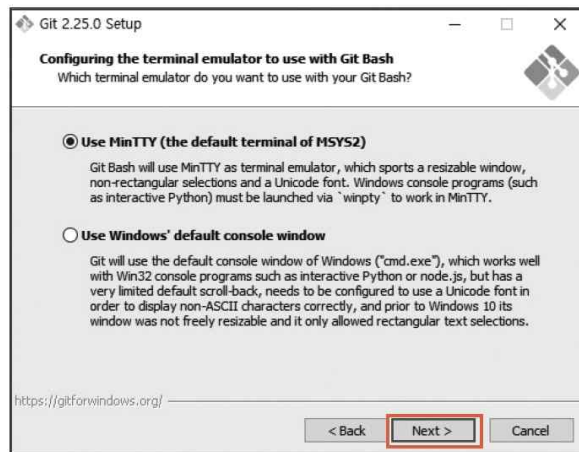 Git 2.25.0 Setup
Configuring the terminal emulator to use with Git Bash
Which terminal emulator do you want to use with your Git Bash?
Use MinTTY (the default terminal of MSYS2)
Git Bash will use MinTTY as terminal emulator, which sports a resizable window,
non-rectangular selections and a Unicode font. Windows console programs (such
as interactive Python) must be launched via `winpty` to work in MinTTY.
Use Windows' default console window
Git will use the default console window of Windows ("cmd.exe"), which works well
with Win32 console programs such as interactive Python or node.js, but has a
very limited default scroll-back, needs to be configured to use a Unicode font in
order to display non-ASCII characters correctly, and prior to Windows 10 its
window was not freely resizable and it only allowed rectangular text selections.
https://gitforwindows.org/
< Back Next > Cancel